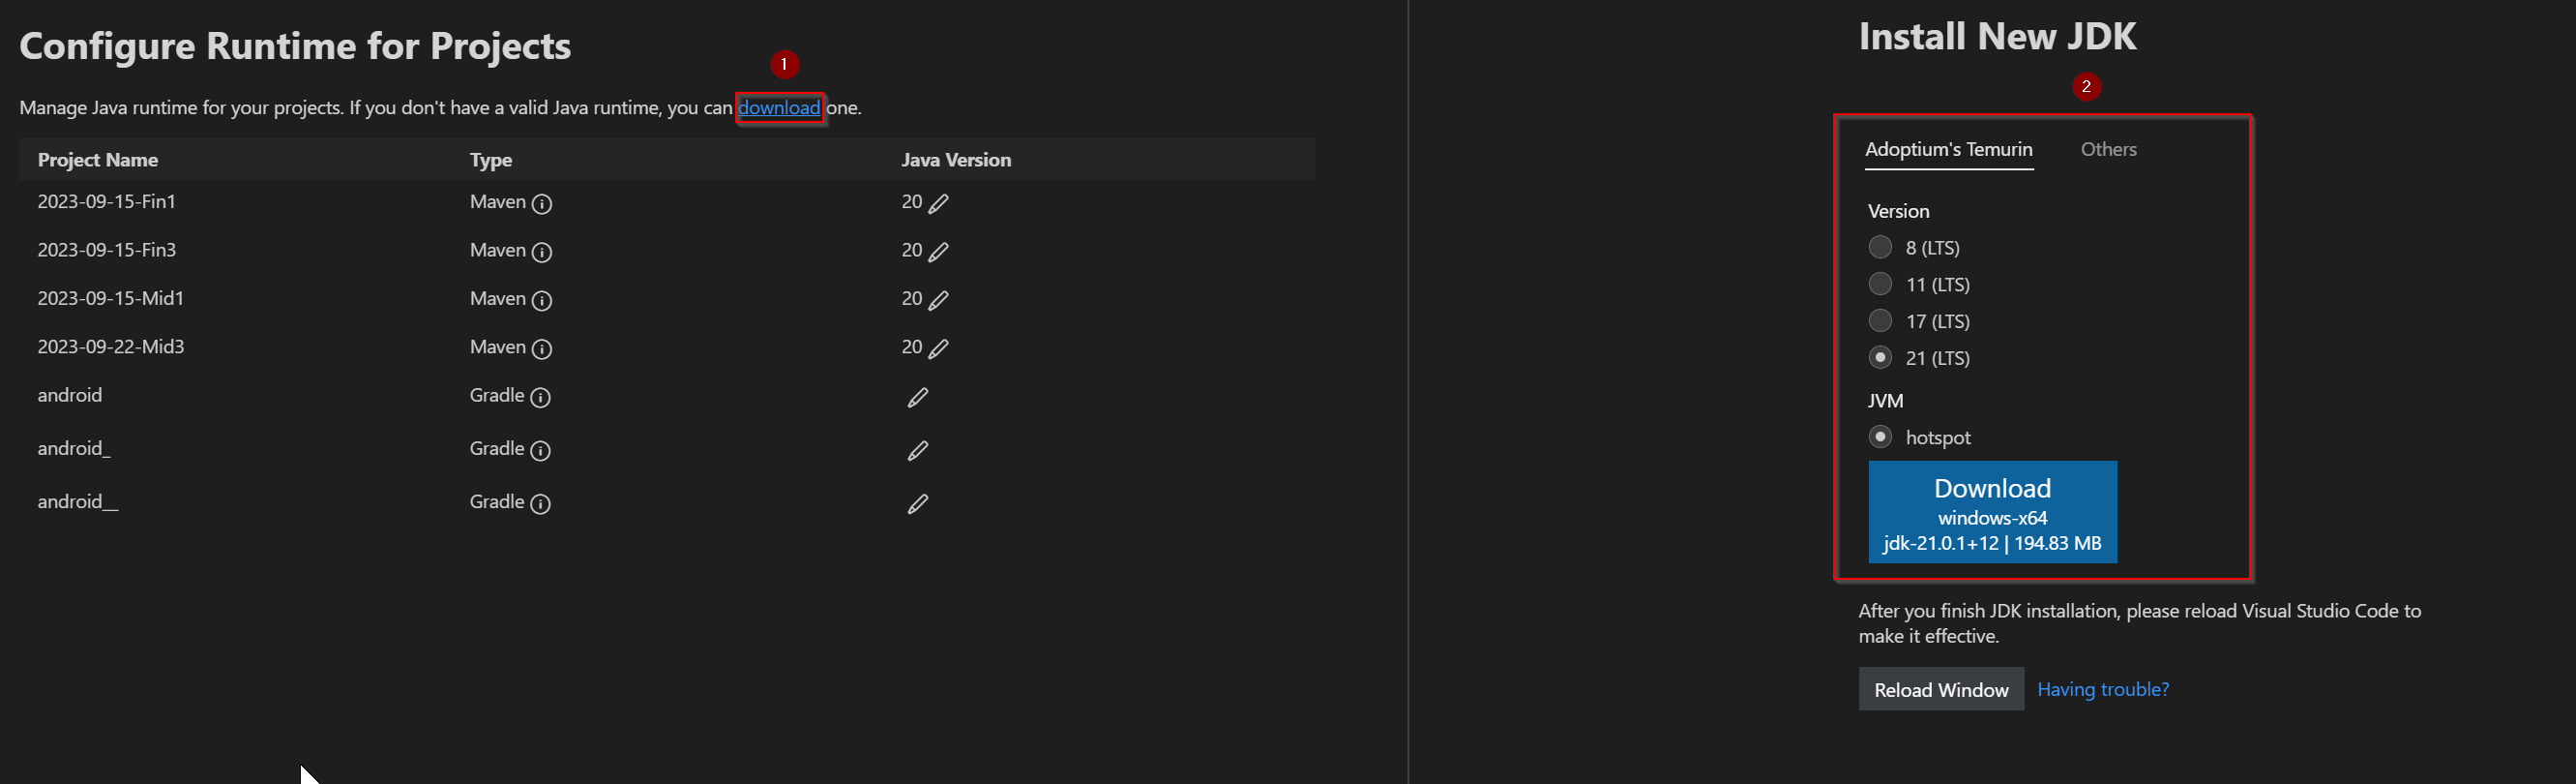 Configure Runtime for Projects
1
Manage Java runtime for your projects. If you don't have a valid Java runtime, you can download one.
Project Name Type Java Version
2023-09-15-Fin1 Maven 20
2023-09-15-Fin3 Maven 20
2023-09-15-Mid1 Maven 20
2023-09-22-Mid3 Maven 20
android Gradle
android_ Gradle
android__ Gradle
Install New JDK
2
Adoptium's Temurin Others
Version
8 (LTS)
11 (LTS)
17 (LTS)
21 (LTS)
JVM
hotspot
Download
windows-x64
jdk-21.0.1+12 | 194.83 MB
After you finish JDK installation, please reload Visual Studio Code to
make it effective.
Reload Window Having trouble?